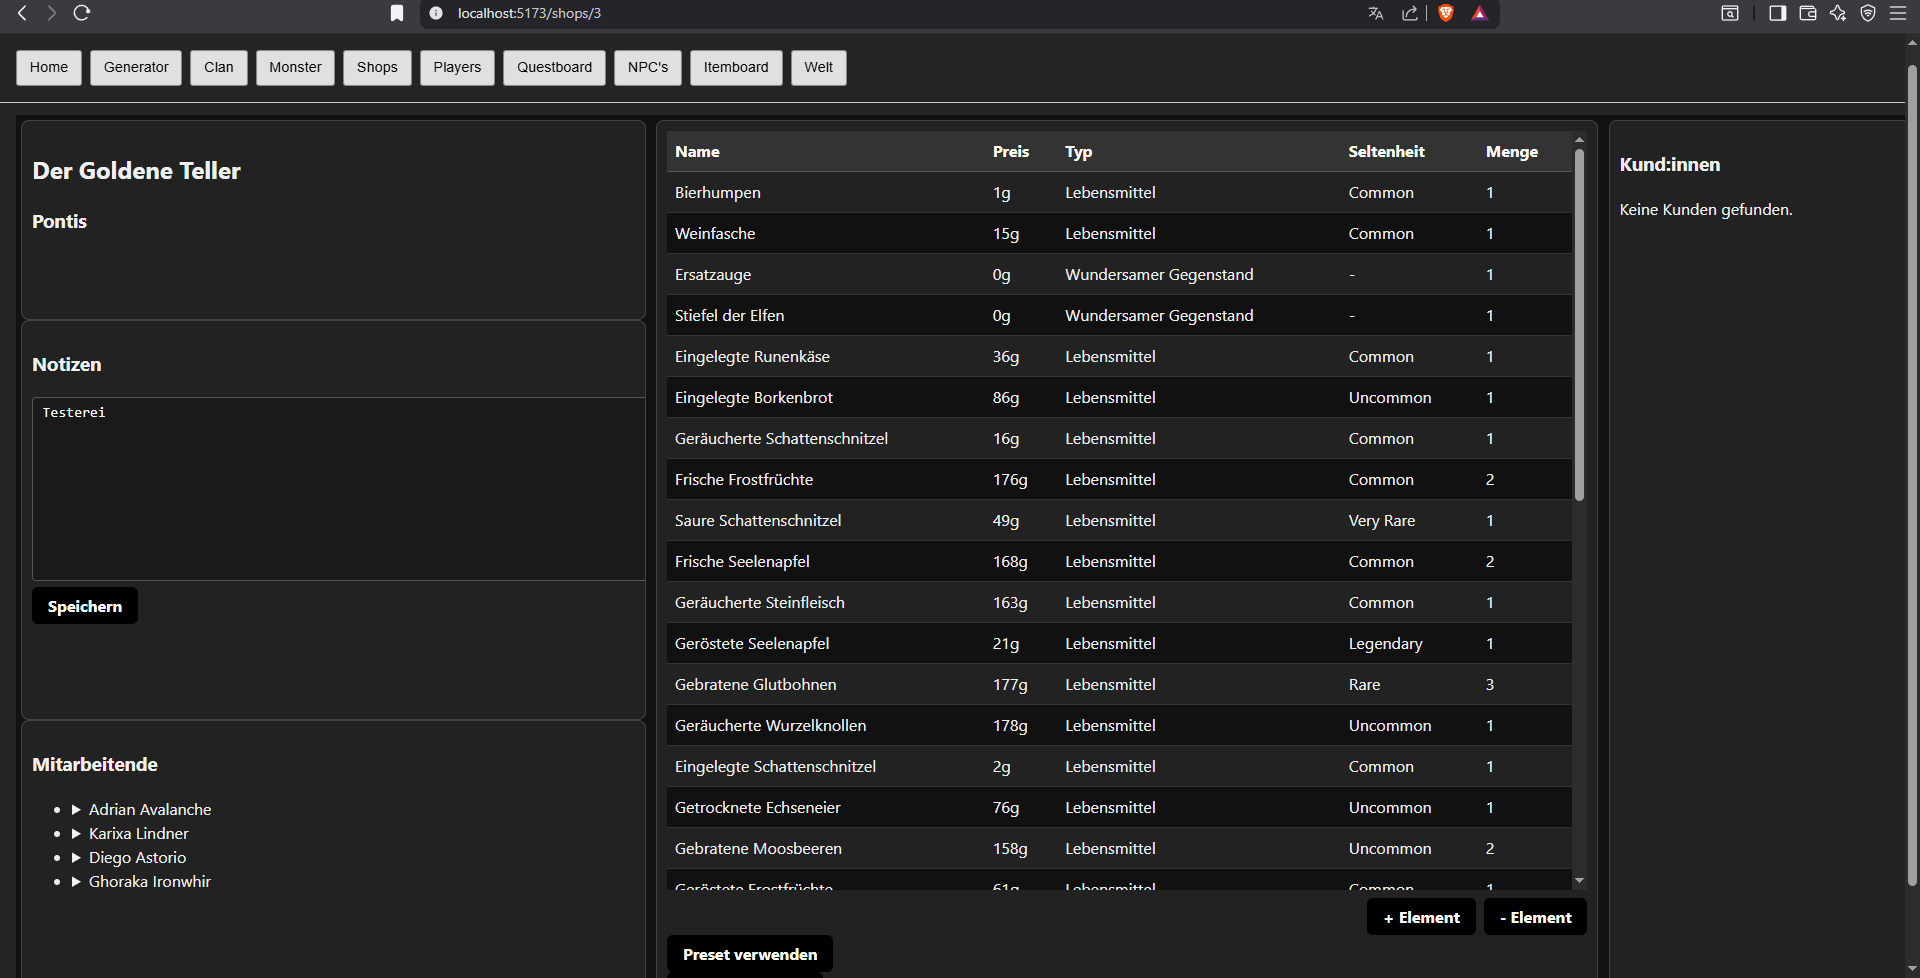 localhost:5173/shops/3
Home Generator Clan Monster Shops Players Questboard NPC's Itemboard Welt
Der Goldene Teller
Pontis
Notizen
Testerei
Speichern
Mitarbeitende
Adrian Avalanche
Karixa Lindner
Diego Astorio
Ghoraka Ironwhir
Name Preis Typ Seltenheit Menge
Bierhumpen 1g Lebensmittel Common 1
Weinfasche 15g Lebensmittel Common 1
Ersatzauge 0g Wundersamer Gegenstand - 1
Stiefel der Elfen 0g Wundersamer Gegenstand - 1
Eingelegte Runenkäse 36g Lebensmittel Common 1
Eingelegte Borkenbrot 86g Lebensmittel Uncommon 1
Geräucherte Schattenschnitzel 16g Lebensmittel Common 1
Frische Frostfrüchte 176g Lebensmittel Common 2
Saure Schattenschnitzel 49g Lebensmittel Very Rare 1
Frische Seelenapfel 168g Lebensmittel Common 2
Geräucherte Steinfleisch 163g Lebensmittel Common 1
Geröstete Seelenapfel 21g Lebensmittel Legendary 1
Gebratene Glutbohnen 177g Lebensmittel Rare 3
Geräucherte Wurzelknollen 178g Lebensmittel Uncommon 1
Eingelegte Schattenschnitzel 2g Lebensmittel Common 1
Getrocknete Echseneier 76g Lebensmittel Uncommon 1
Gebratene Moosbeeren 158g Lebensmittel Uncommon 2
Geröstete Frostfrüchte 61g Lebensmittel Common 1
+ Element - Element
Preset verwenden
Kund:innen
Keine Kunden gefunden.